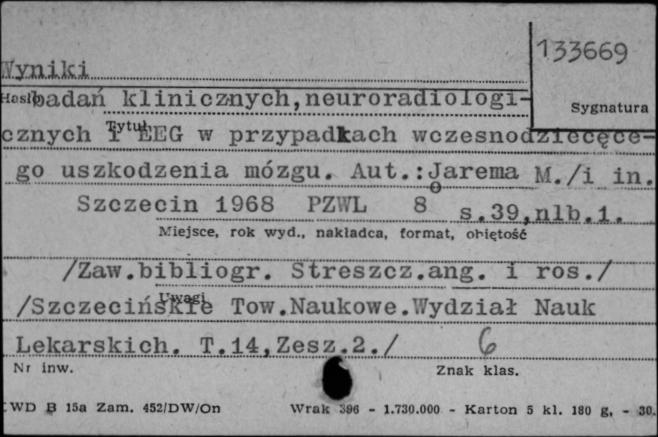 133669
Wyniki
Hasło
badań klinicznych,neuroradiologi-
Sygnatura
Tytuł
cznych i EEG w przypadkach wczesnodziecęce-
go uszkodzenia mózgu. Aut.:Jarema M./i in.
Szczecin 1968 PZWL 8° s.39,nlb.1.
Miejsce, rok wyd., nakładca, format, objętość
/Zaw.bibliogr. Streszcz.ang. i ros./
Uwagi
/Szczecińskie Tow.Naukowe.Wydział Nauk
Lekarskich. T.14,Zesz.2./ 6
Nr inw. Znak klas.
WD B 15a Zam. 452/DW/On Wrak 396 - 1.730.000 - Karton 5 kl. 180 g. - 30.